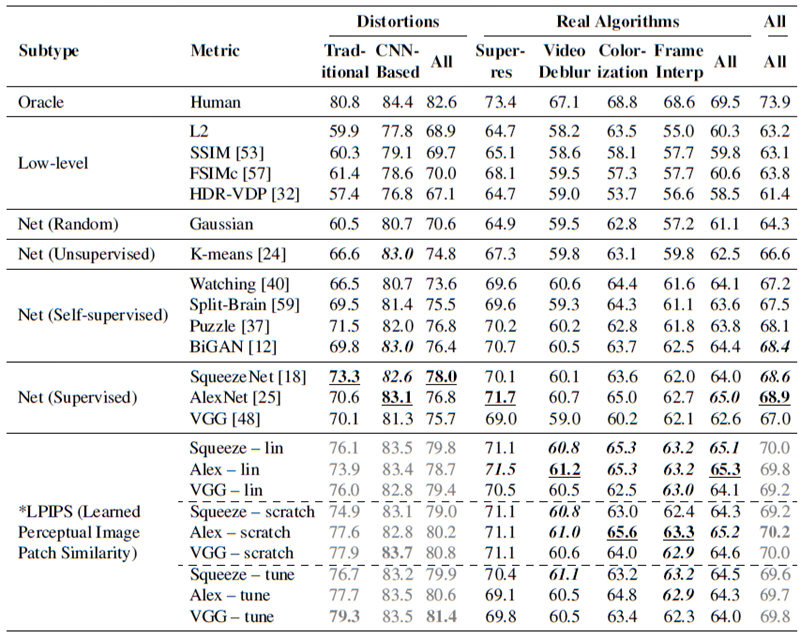 Distortions Real Algorithms All
Subtype Metric Trad- CNN- All Super- Video Color- Frame All All
itional Based res Deblur ization Interp
Oracle Human 80.8 84.4 82.6 73.4 67.1 68.8 68.6 69.5 73.9
L2 59.9 77.8 68.9 64.7 58.2 63.5 55.0 60.3 63.2
Low-level SSIM [53] 60.3 79.1 69.7 65.1 58.6 58.1 57.7 59.8 63.1
FSIMc [57] 61.4 78.6 70.0 68.1 59.5 57.3 57.7 60.6 63.8
HDR-VDP [32] 57.4 76.8 67.1 64.7 59.0 53.7 56.6 58.5 61.4
Net (Random) Gaussian 60.5 80.7 70.6 64.9 59.5 62.8 57.2 61.1 64.3
Net (Unsupervised) K-means [24] 66.6 83.0 74.8 67.3 59.8 63.1 59.8 62.5 66.6
Watching [40] 66.5 80.7 73.6 69.6 60.6 64.4 61.6 64.1 67.2
Net (Self-supervised) Split-Brain [59] 69.5 81.4 75.5 69.6 59.3 64.3 61.1 63.6 67.5
Puzzle [37] 71.5 82.0 76.8 70.2 60.2 62.8 61.8 63.8 68.1
BiGAN [12] 69.8 83.0 76.4 70.7 60.5 63.7 62.5 64.4 68.4
SqueezeNet [18] 73.3 82.6 78.0 70.1 60.1 63.6 62.0 64.0 68.6
Net (Supervised) AlexNet [25] 70.6 83.1 76.8 71.7 60.7 65.0 62.7 65.0 68.9
VGG [48] 70.1 81.3 75.7 69.0 59.0 60.2 62.1 62.6 67.0
Squeeze – lin 76.1 83.5 79.8 71.1 60.8 65.3 63.2 65.1 70.0
Alex – lin 73.9 83.4 78.7 71.5 61.2 65.3 63.2 65.3 69.8
VGG – lin 76.0 82.8 79.4 70.5 60.5 62.5 63.0 64.1 69.2
*LPIPS (Learned Squeeze – scratch 74.9 83.1 79.0 71.1 60.8 63.0 62.4 64.3 69.2
Perceptual Image Alex – scratch 77.6 82.8 80.2 71.1 61.0 65.6 63.3 65.2 70.2
Patch Similarity) VGG – scratch 77.9 83.7 80.8 71.1 60.6 64.0 62.9 64.6 70.0
Squeeze – tune 76.7 83.2 79.9 70.4 61.1 63.2 63.2 64.5 69.6
Alex – tune 77.7 83.5 80.6 69.1 60.5 64.8 62.9 64.3 69.7
VGG – tune 79.3 83.5 81.4 69.8 60.5 63.4 62.3 64.0 69.8